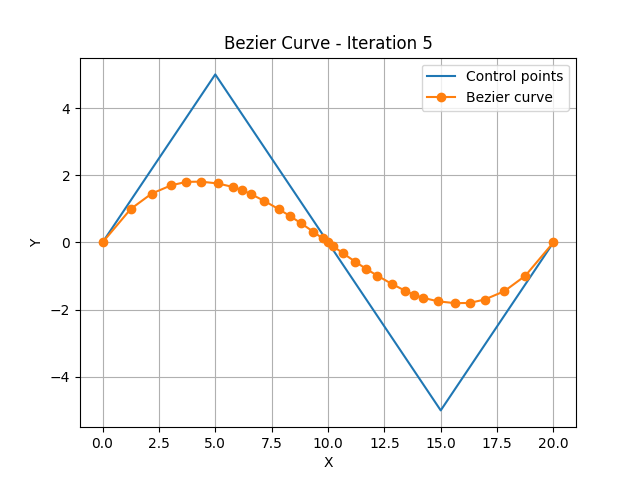 Bezier Curve - Iteration 5
Control points
Bezier curve
Y
4
2
0
−2
−4
0.0 2.5 5.0 7.5 10.0 12.5 15.0 17.5 20.0
X